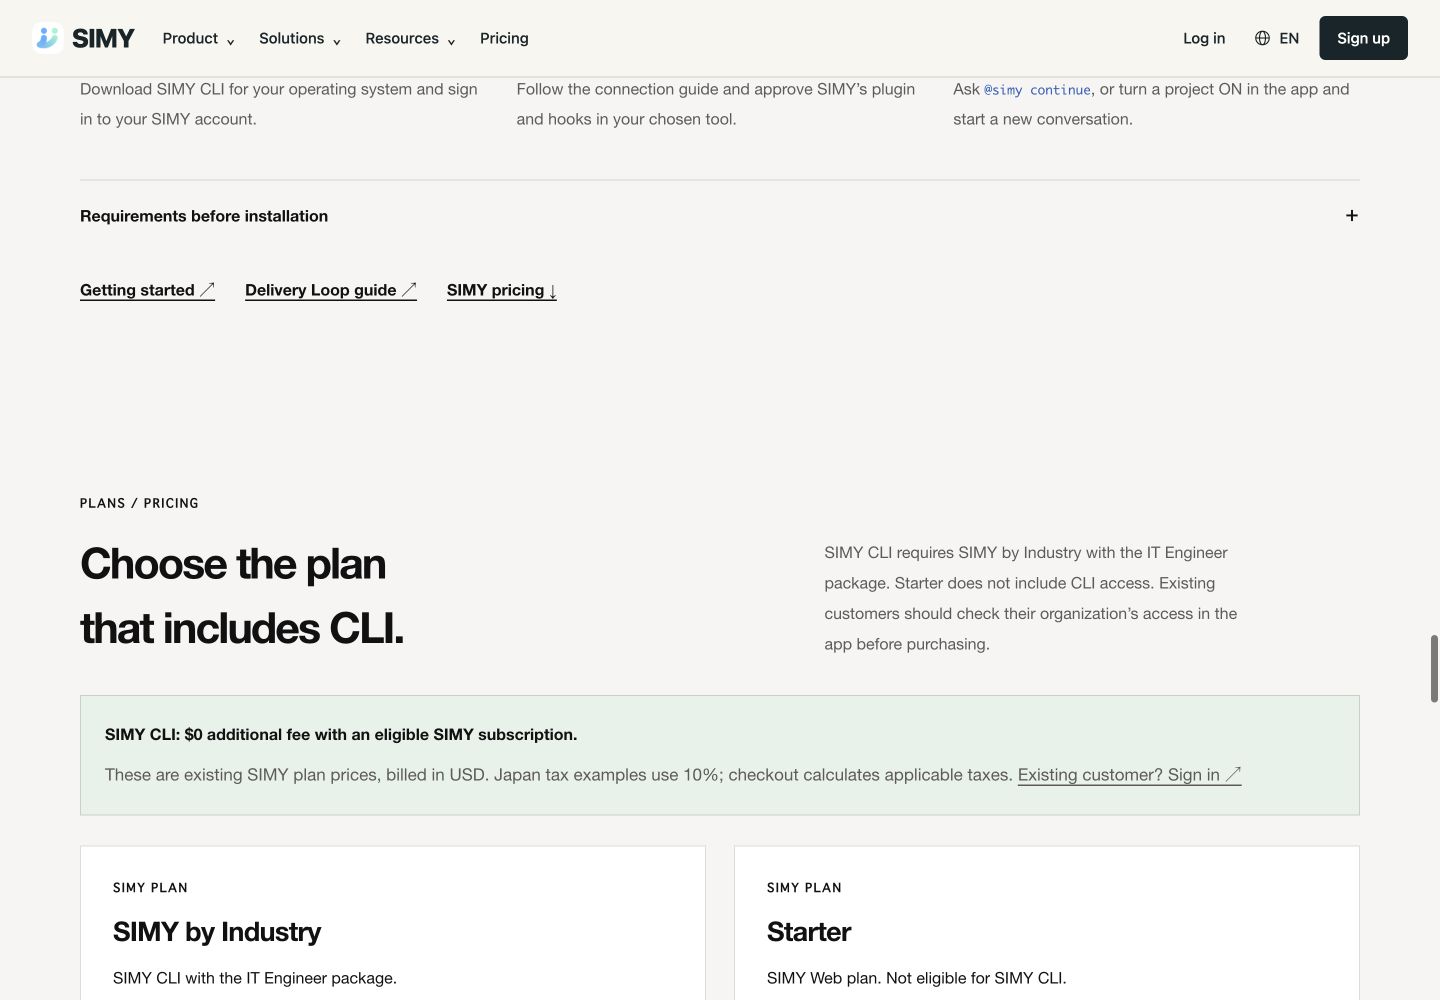 SIMY
Product
Solutions
Resources
Pricing
Log in
EN
Sign up
Download SIMY CLI for your operating system and sign
in to your SIMY account.
Follow the connection guide and approve SIMY’s plugin
and hooks in your chosen tool.
Ask @simy continue, or turn a project ON in the app and
start a new conversation.
Requirements before installation +
Getting started ↗
Delivery Loop guide ↗
SIMY pricing ↓
PLANS / PRICING
Choose the plan
that includes CLI.
SIMY CLI requires SIMY by Industry with the IT Engineer
package. Starter does not include CLI access. Existing
customers should check their organization’s access in the
app before purchasing.
SIMY CLI: $0 additional fee with an eligible SIMY subscription.
These are existing SIMY plan prices, billed in USD. Japan tax examples use 10%; checkout calculates applicable taxes. Existing customer? Sign in ↗
SIMY PLAN
SIMY by Industry
SIMY CLI with the IT Engineer package.
SIMY PLAN
Starter
SIMY Web plan. Not eligible for SIMY CLI.